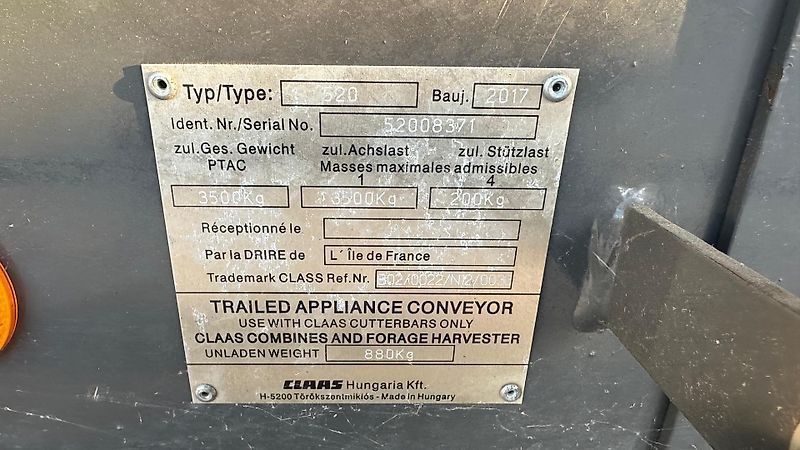 Typ/Type: 520 Bauj. 2017
Ident. Nr./Serial No. 52008371
zul.Ges. Gewicht zul.Achslast zul. Stützlast
PTAC Masses maximales admissibles
1 4
3500Kg 3500Kg 200Kg
Réceptionné le
Par la DRIRE de L´ Île de France
Trademark CLASS Ref.Nr.
TRAILED APPLIANCE CONVEYOR
USE WITH CLAAS CUTTERBARS ONLY
CLAAS COMBINES AND FORAGE HARVESTER
UNLADEN WEIGHT 880Kg
CLAAS Hungaria Kft.
H-5200 Törökszentmiklós - Made in Hungary